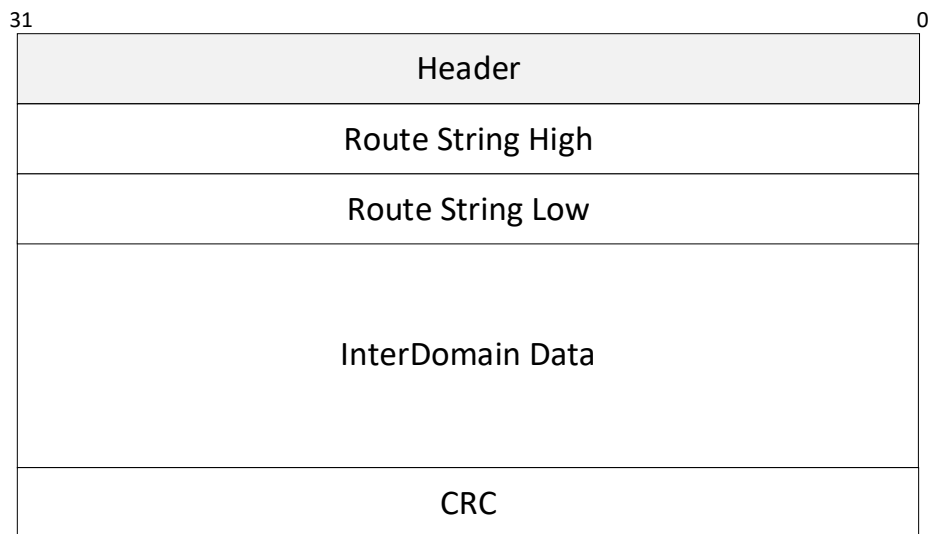 31 0
Header
Route String High
Route String Low
InterDomain Data
CRC